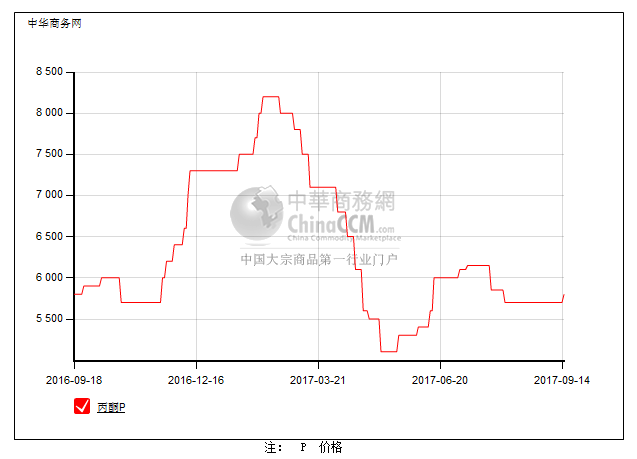 中华商务网
8 500
8 000
7 500
7 000
6 500
6 000
5 500
中華商務網
ChinaCCM.com
China Commodity Marketplace
中国大宗商品第一行业门户
2016-09-18 2016-12-16 2017-03-21 2017-06-20 2017-09-14
丙酮P
注： P 价格